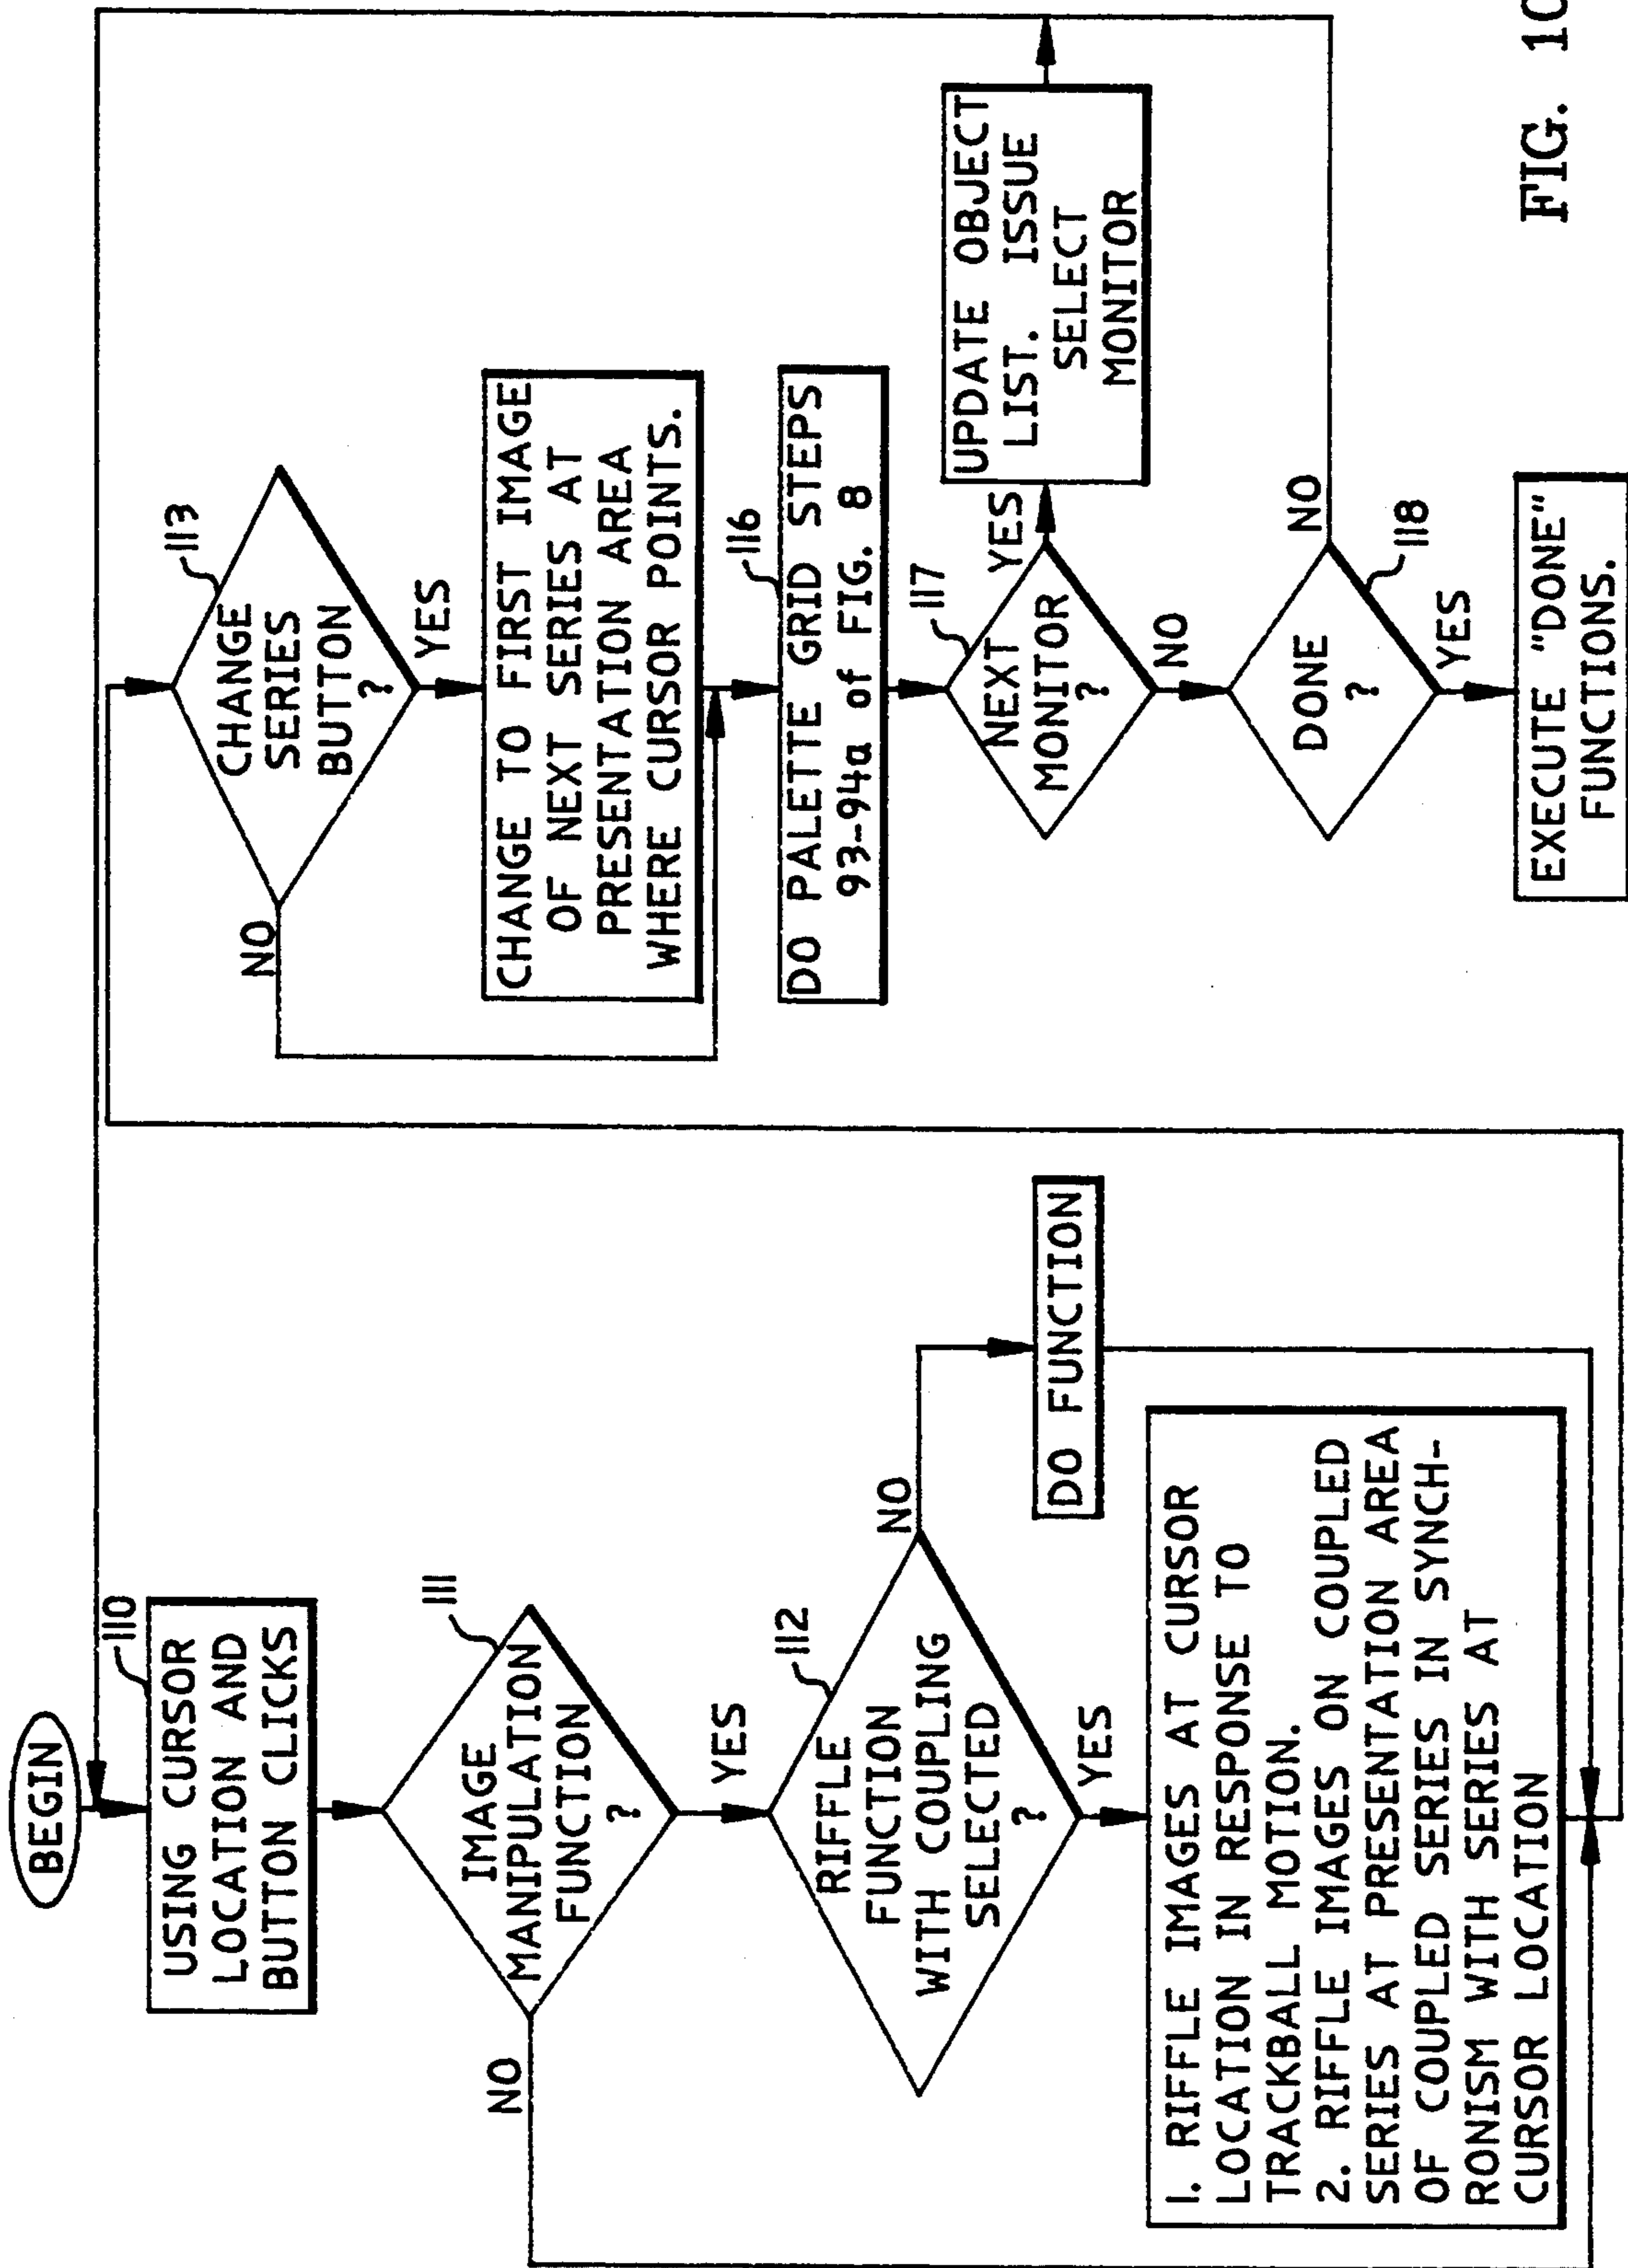 BEGIN
110
USING CURSOR
LOCATION AND
BUTTON CLICKS
111
IMAGE
MANIPULATION
FUNCTION
?
NO
YES
112
RIFFLE
FUNCTION
WITH COUPLING
SELECTED
?
NO
YES
DO FUNCTION
1. RIFFLE IMAGES AT CURSOR
LOCATION IN RESPONSE TO
TRACKBALL MOTION.
2. RIFFLE IMAGES ON COUPLED
SERIES AT PRESENTATION AREA
OF COUPLED SERIES IN SYNCH-
RONISM WITH SERIES AT
CURSOR LOCATION
113
CHANGE
SERIES
BUTTON
?
NO
YES
CHANGE TO FIRST IMAGE
OF NEXT SERIES AT
PRESENTATION AREA
WHERE CURSOR POINTS.
116
DO PALETTE GRID STEPS
93-94a of FIG. 8
117
NEXT
MONITOR
?
YES
NO
UPDATE OBJECT
LIST. ISSUE
SELECT
MONITOR
DONE
?
118
NO
YES
EXECUTE "DONE"
FUNCTIONS.
FIG.